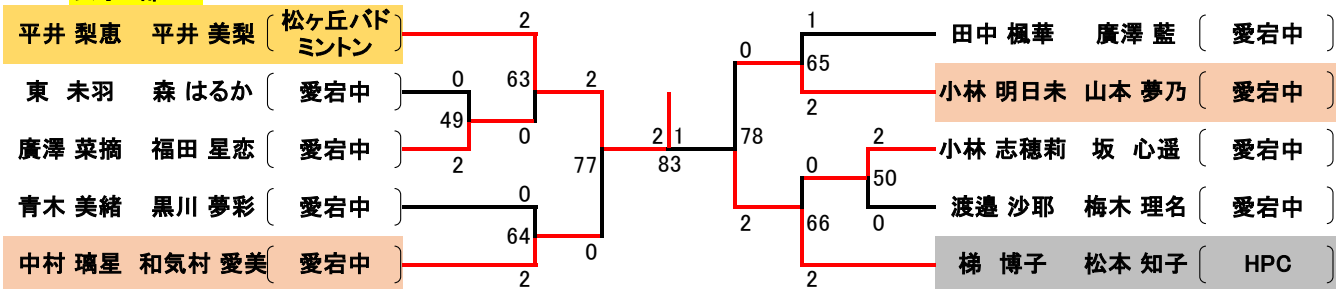 平井 梨恵 平井 美梨 松ヶ丘バドミントン
東 未羽 森 はるか 愛宕中
廣澤 菜摘 福田 星恋 愛宕中
青木 美緒 黒川 夢彩 愛宕中
中村 璃星 和気村 愛美 愛宕中
2
0
63
2
49
0
2
77
0
64
0
2
2 1
83
1
0
65
2
78
2
0
50
0
2
66
2
田中 楓華 廣澤 藍 愛宕中
小林 明日未 山本 夢乃 愛宕中
小林 志穂莉 坂 心遥 愛宕中
渡邉 沙耶 梅木 理名 愛宕中
梯 博子 松本 知子 HPC